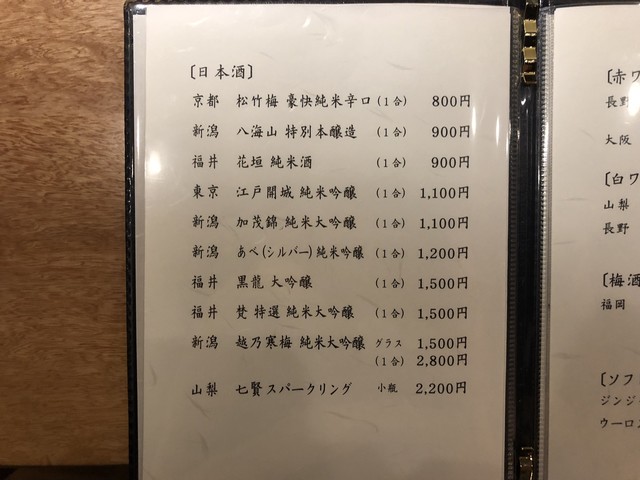 〔日本酒〕
京都 松竹梅 豪快純米辛口 (1合) 800円
新潟 八海山 特別本醸造 (1合) 900円
福井 花垣 純米酒 (1合) 900円
東京 江戸開城 純米吟醸 (1合) 1,100円
新潟 加茂錦 純米大吟醸 (1合) 1,100円
新潟 あべ(シルバー)純米吟醸 (1合) 1,200円
福井 黒龍 大吟醸 (1合) 1,500円
福井 梵 特選 純米大吟醸 (1合) 1,500円
新潟 越乃寒梅 純米大吟醸 グラス 1,500円
(1合) 2,800円
山梨 七賢スパークリング 小瓶 2,200円
〔赤ワ
長野
大阪
〔白ワ
山梨
長野
〔梅酒
福岡
〔ソフ
ジンジ
ウーロ